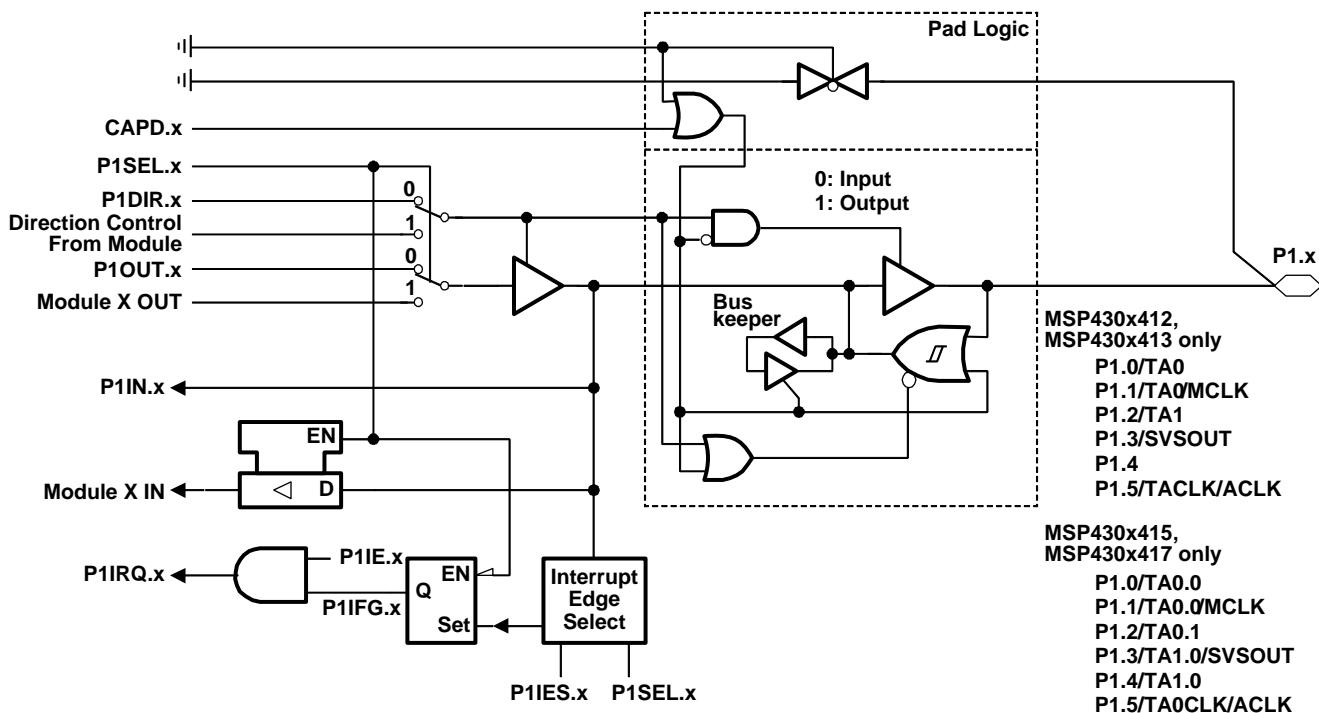 Pad Logic
CAPD.x
P1SEL.x
P1DIR.x
0
Direction Control
From Module
1
P1OUT.x
0
Module X OUT
1
0: Input
1: Output
P1.x
Bus
keeper
P1IN.x
EN
Module X IN
D
P1IRQ.x
P1IE.x
P1IFG.x
EN
Q
Set
Interrupt
Edge
Select
P1IES.x
P1SEL.x
MSP430x412,
MSP430x413 only
P1.0/TA0
P1.1/TA0/MCLK
P1.2/TA1
P1.3/SVSOUT
P1.4
P1.5/TACLK/ACLK
MSP430x415,
MSP430x417 only
P1.0/TA0.0
P1.1/TA0.0/MCLK
P1.2/TA0.1
P1.3/TA1.0/SVSOUT
P1.4/TA1.0
P1.5/TA0CLK/ACLK